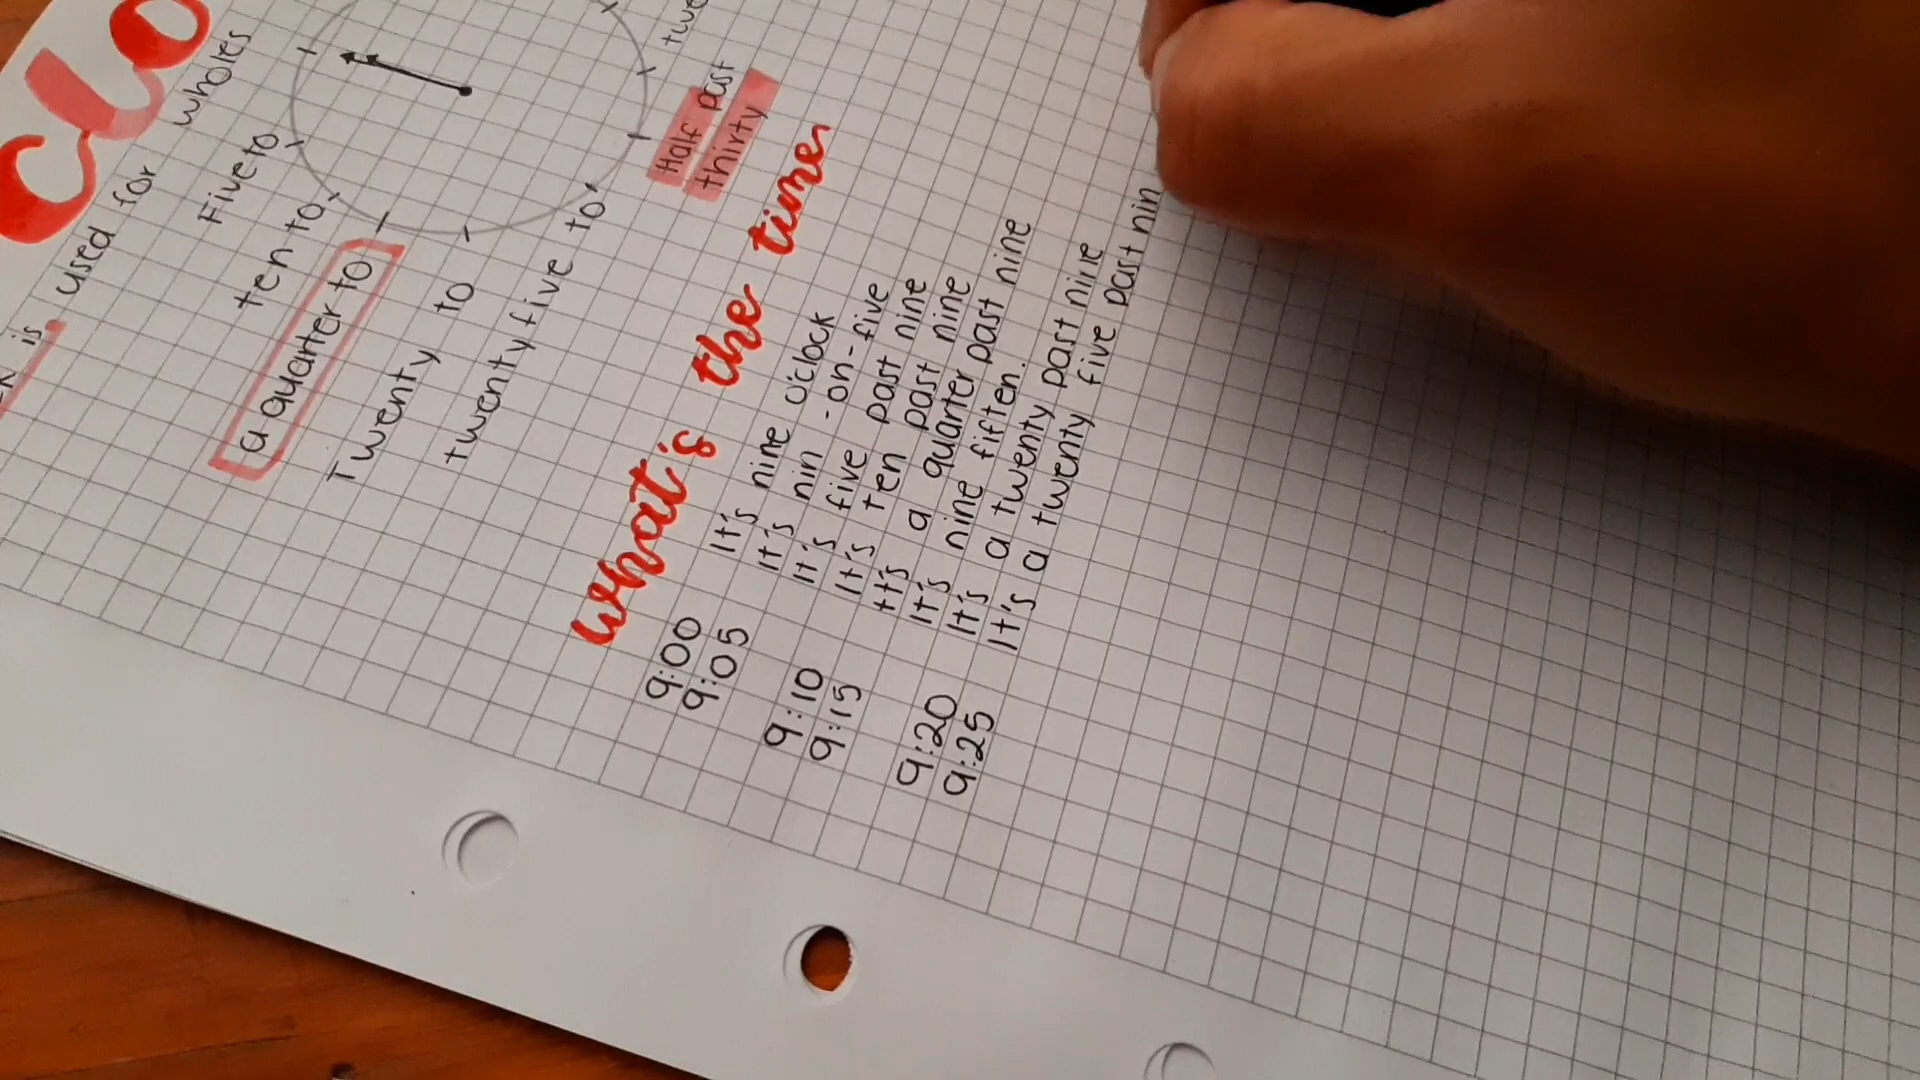 Clo
is used for wholes
Five to
ten to
a quarter to
Twenty to
twenty five to
Half past
thirty
twe
what's the time
9:00 It's nine o'clock
9:05 It's nin -on-five
It's five past nine
9:10 It's ten past nine
9:15 It's a quarter past nine
It's nine fiften.
9:20 It's a twenty past nine
9:25 It's a twenty five past nin